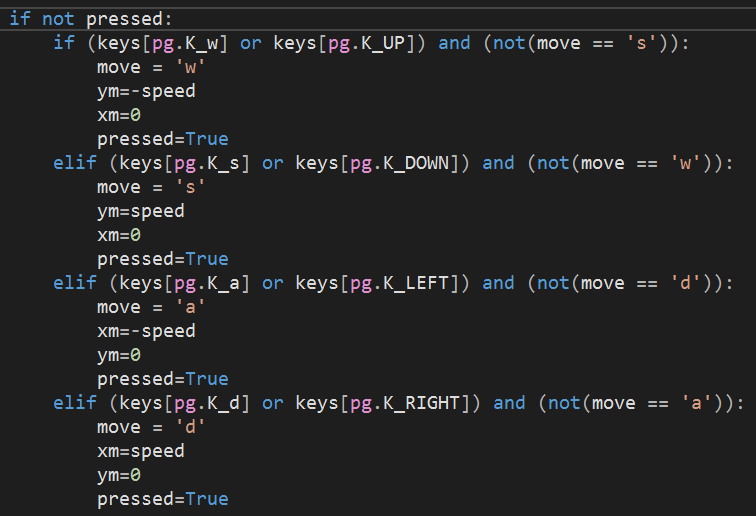 if not pressed:
    if (keys[pg.K_w] or keys[pg.K_UP]) and (not(move == 's')):
        move = 'w'
        ym=-speed
        xm=0
        pressed=True
    elif (keys[pg.K_s] or keys[pg.K_DOWN]) and (not(move == 'w')):
        move = 's'
        ym=speed
        xm=0
        pressed=True
    elif (keys[pg.K_a] or keys[pg.K_LEFT]) and (not(move == 'd')):
        move = 'a'
        xm=-speed
        ym=0
        pressed=True
    elif (keys[pg.K_d] or keys[pg.K_RIGHT]) and (not(move == 'a')):
        move = 'd'
        xm=speed
        ym=0
        pressed=True